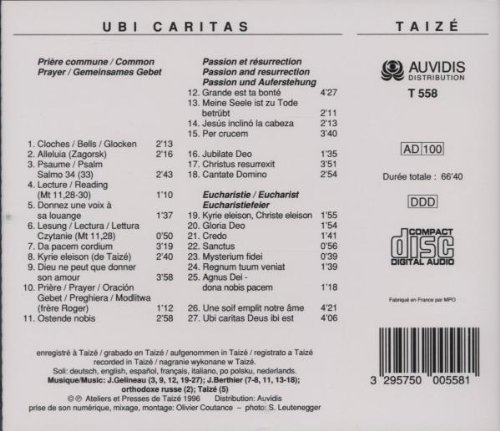 UBI CARITAS
TAIZÉ
Prière commune / Common
Prayer / Gemeinsames Gebet
1. Cloches / Bells / Glocken 2'13
2. Alleluia (Zagorsk) 2'16
3. Psaume / Psalm
Salmo 34 (33) 2'43
4. Lecture / Reading
(Mt 11,28-30) 1'10
5. Donnez une voix à
sa louange 1'37
6. Lesung / Lectura / Lettura
Czytanie (Mt 11,28) 0'50
7. Da pacem cordium 3'19
8. Kyrie eleison (de Taizé) 2'40
9. Dieu ne peut que donner
son amour 3'58
10. Prière / Prayer / Oración
Gebet / Preghiera / Modlitwa
(frère Roger) 1'12
11. Ostende nobis 2'58
Passion et résurrection
Passion and resurrection
Passion und Auferstehung
12. Grande est ta bonté 4'27
13. Meine Seele ist zu Tode
betrübt 2'11
14. Jesús inclinó la cabeza 2'13
15. Per crucem 3'40
16. Jubilate Deo 1'35
17. Christus resurrexit 3'51
18. Cantate Domino 2'54
Eucharistie / Eucharist
Eucharistiefeier
19. Kyrie eleison, Christe eleison 1'55
20. Gloria Deo 1'54
21. Credo 1'41
22. Sanctus 0'56
23. Mysterium fidei 0'39
24. Regnum tuum veniat 1'39
25. Agnus Dei -
dona nobis pacem 1'18
26. Une soif emplit notre âme 4'21
27. Ubi caritas Deus ibi est 4'06
AUVIDIS
DISTRIBUTION
T 558
AD 100
Durée totale : 66'40
DDD
COMPACT
disc
DIGITAL AUDIO
Fabriqué en France par MPO
enregistré à Taizé / grabado en Taizé / aufgenommen in Taizé / registrato a Taizé
recorded in Taizé / nagranie wykonane w Taizé.
Soli: deutsch, english, español, français, italiano, po polsku, nederlands.
Musique/Music: J.Gelineau (3, 9, 12, 19-27); J.Berthier (7-8, 11, 13-18);
orthodoxe russe (2); Taizé (5)
©℗ Ateliers et Presses de Taizé 1996 Distribution: Auvidis
prise de son numérique, mixage, montage: Olivier Coutance – photo: S. Leutenegger
3 295750 005581